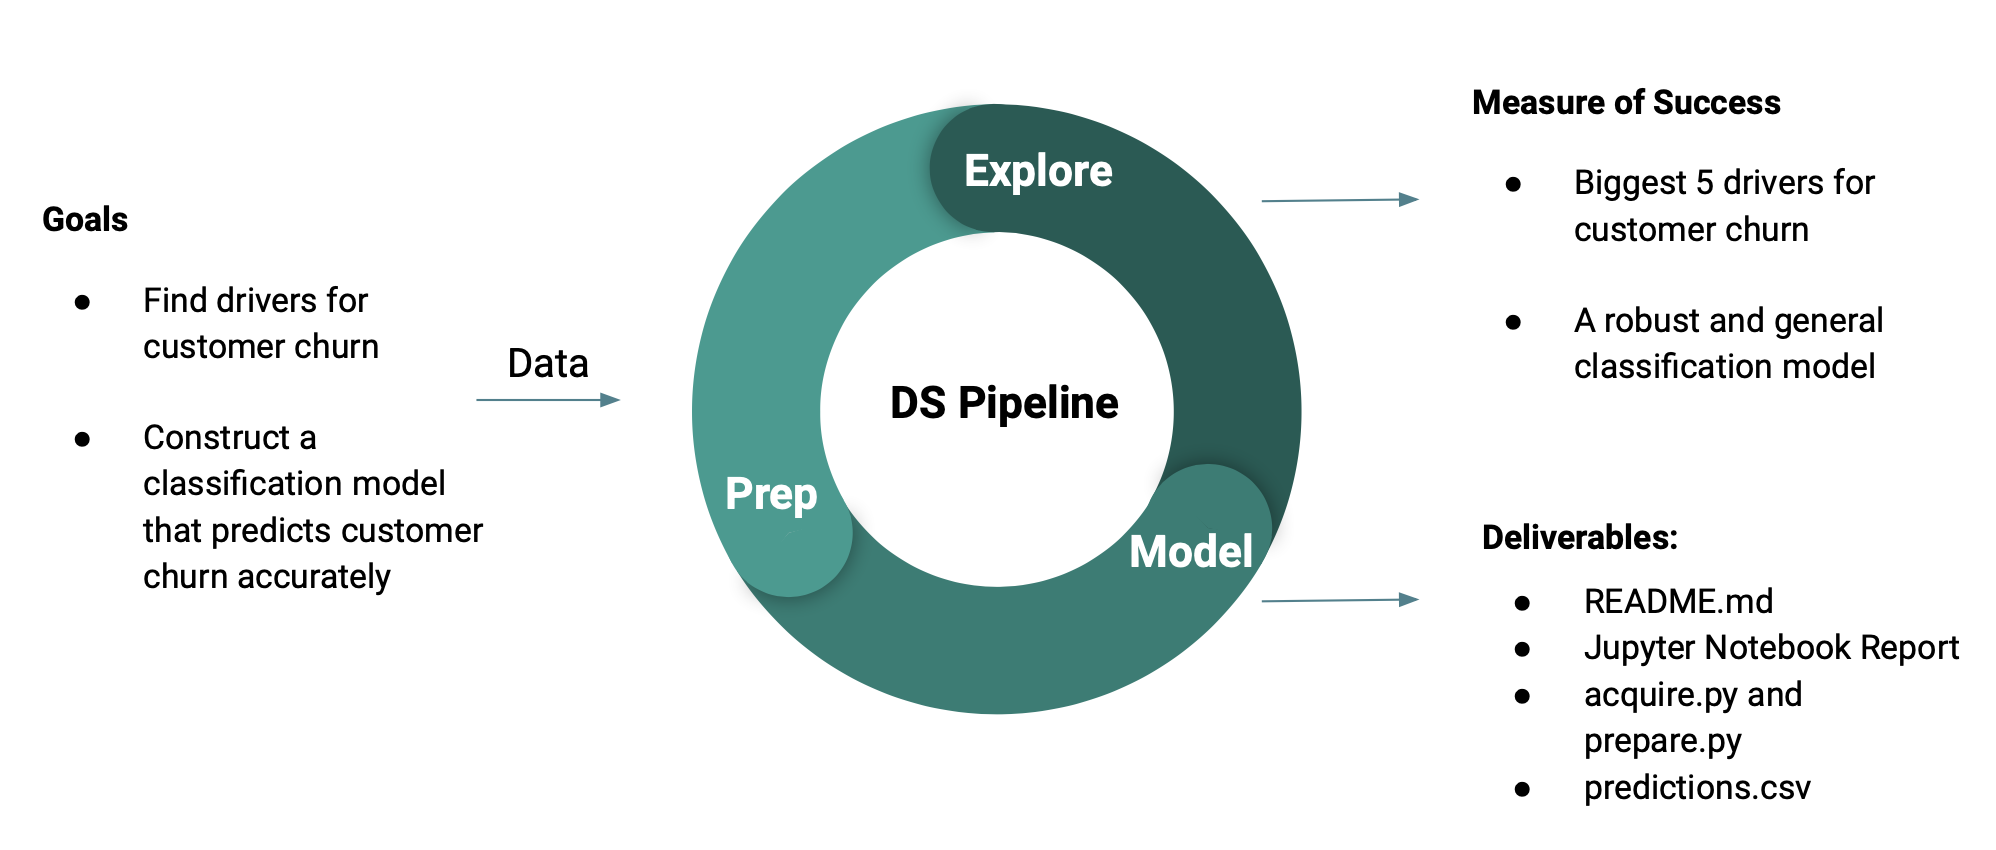 Goals
● Find drivers for
customer churn
● Construct a
classification model
that predicts customer
churn accurately
Data
Explore
Prep
DS Pipeline
Model
Measure of Success
● Biggest 5 drivers for
customer churn
● A robust and general
classification model
Deliverables:
● README.md
● Jupyter Notebook Report
● acquire.py and
prepare.py
● predictions.csv